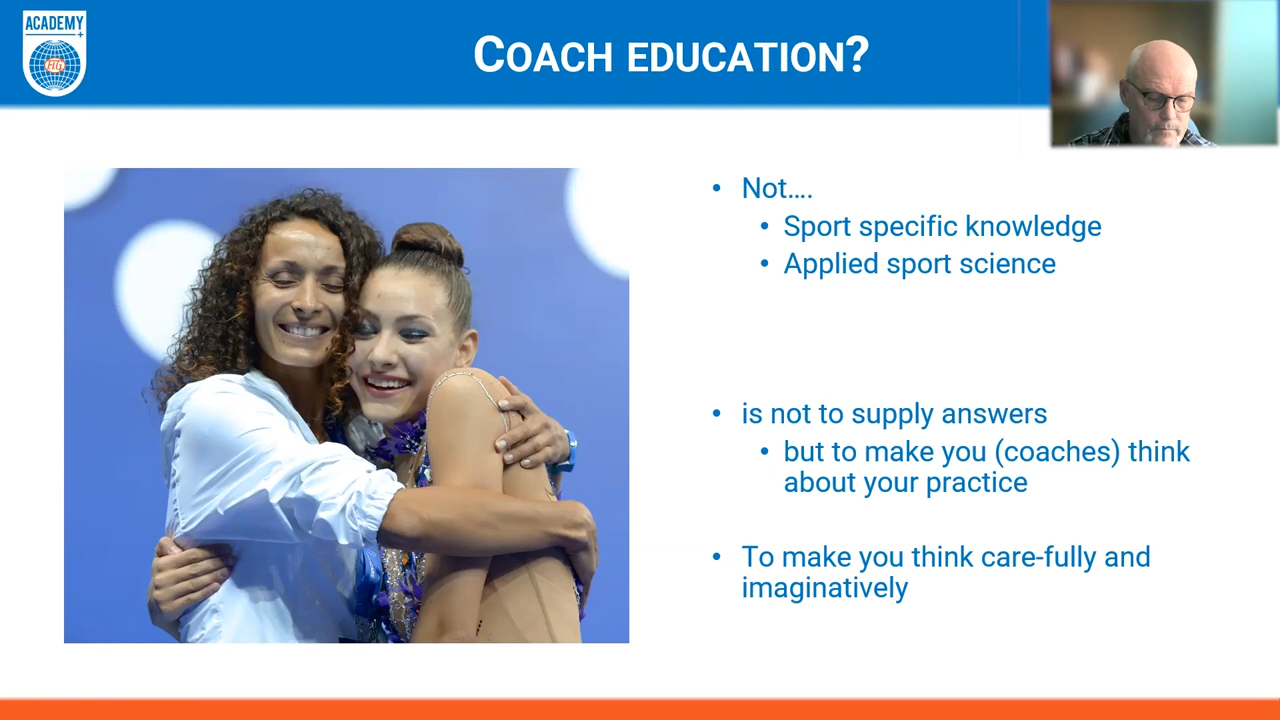 ACADEMY
+
FIG
COACH EDUCATION?
• Not....
• Sport specific knowledge
• Applied sport science
• is not to supply answers
• but to make you (coaches) think
about your practice
• To make you think care-fully and
imaginatively